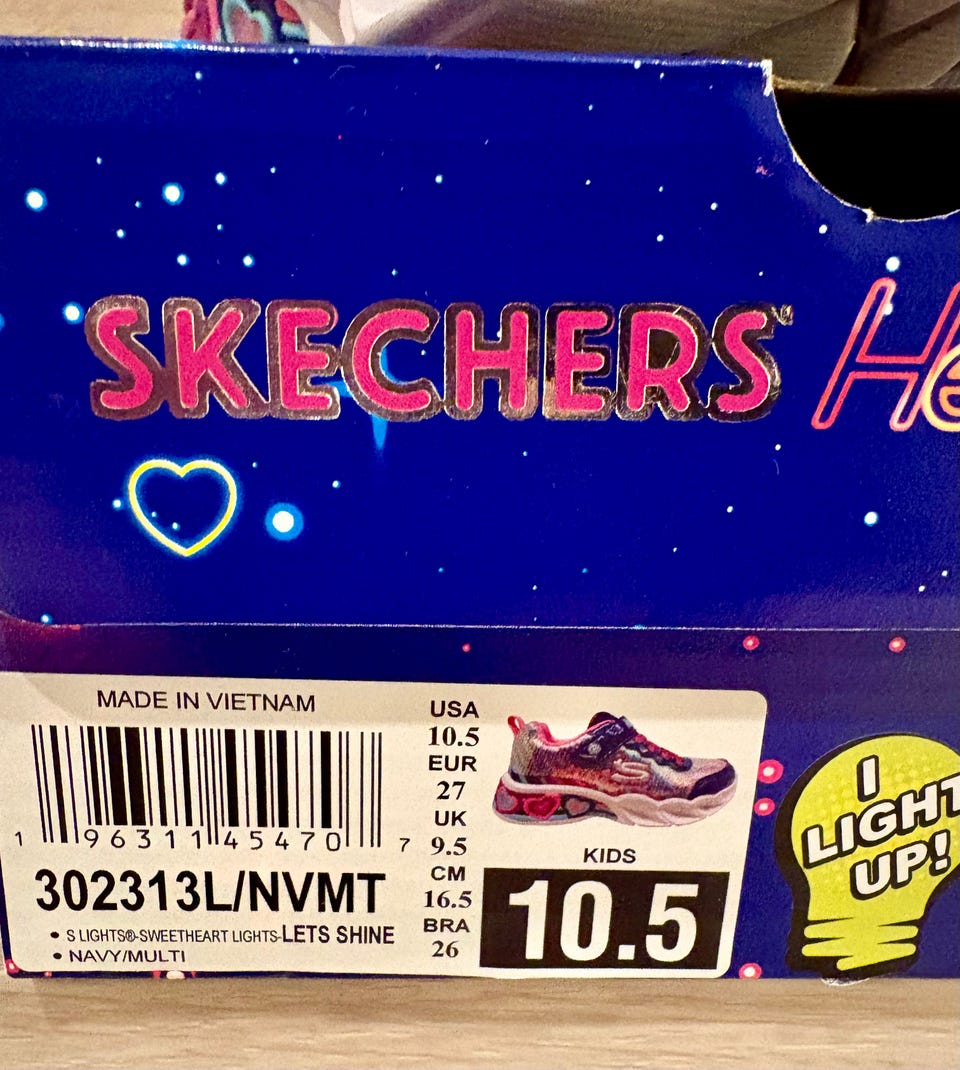 SKECHERS
MADE IN VIETNAM
1 96311 45470 7
302313L/NVMT
• S LIGHTS®-SWEETHEART LIGHTS-LETS SHINE
• NAVY/MULTI
USA
10.5
EUR
27
UK
9.5
CM
16.5
BRA
26
S
KIDS
10.5
I
LIGHT
UP!